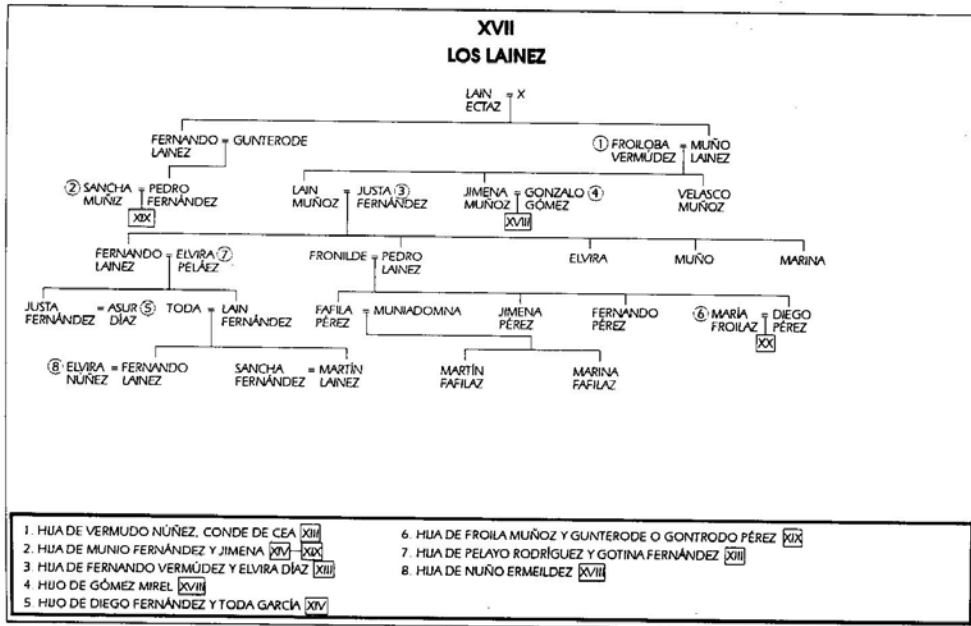 XVII
LOS LAINEZ
LAIN = X
ECTAZ
FERNANDO = GUNTERODE
LAINEZ
① FROILOBA = MUÑO
VERMÚDEZ LAINEZ
② SANCHA = PEDRO
MUÑIZ FERNÁNDEZ
XIX
LAIN = JUSTA ③
MUÑOZ FERNÁNDEZ
JIMENA = GONZALO ④
MUÑOZ GÓMEZ
XVIII
VELASCO
MUÑOZ
FERNANDO = ELVIRA ⑦
LAINEZ PELÁEZ
FRONILDE = PEDRO
LAINEZ
ELVIRA
MUÑO
MARINA
JUSTA = ASUR ⑤
FERNÁNDEZ DÍAZ
TODA = LAIN
FERNÁNDEZ
FAFILA = MUNIADOMNA
PÉREZ
JIMENA
PÉREZ
FERNANDO
PÉREZ
⑥ MARÍA = DIEGO
FROILAZ PÉREZ
XX
⑧ ELVIRA = FERNANDO
NÚÑEZ LAINEZ
SANCHA = MARTÍN
FERNÁNDEZ LAINEZ
MARTÍN
FAFILAZ
MARINA
FAFILAZ
1. HIJA DE VERMUDO NÚÑEZ, CONDE DE CEA XIII
2. HIJA DE MUNIO FERNÁNDEZ Y JIMENA XIV-XIX
3. HIJA DE FERNANDO VERMÚDEZ Y ELVIRA DÍAZ XIII
4. HIJO DE GÓMEZ MIREL XVIII
5. HIJO DE DIEGO FERNÁNDEZ Y TODA GARCÍA XIV
6. HIJA DE FROILA MUÑOZ Y GUNTERODE O GONTRODO PÉREZ XIX
7. HIJA DE PELAYO RODRÍGUEZ Y GOTINA FERNÁNDEZ XIII
8. HIJA DE NUÑO ERMEILDEZ XVIII